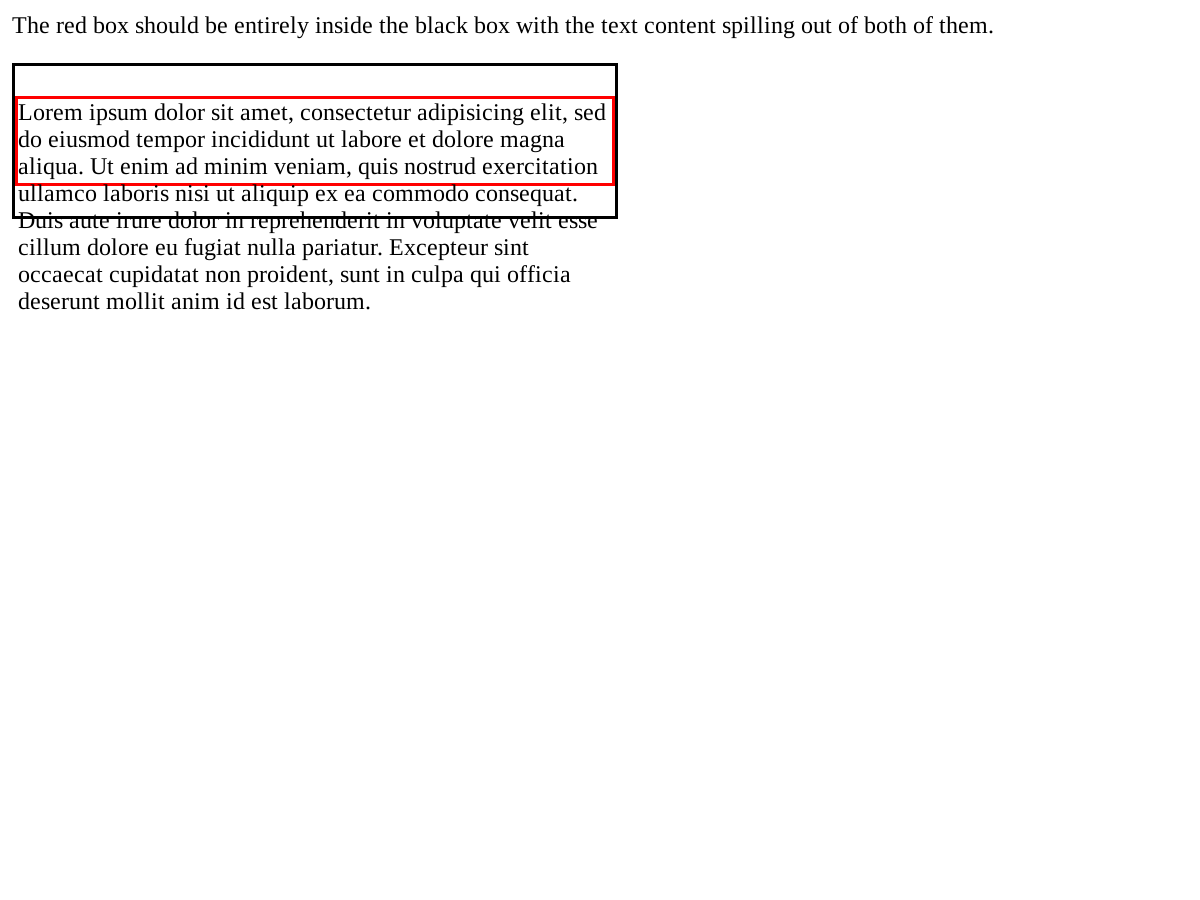 The red box should be entirely inside the black box with the text content spilling out of both of them.
Lorem ipsum dolor sit amet, consectetur adipisicing elit, sed
do eiusmod tempor incididunt ut labore et dolore magna
aliqua. Ut enim ad minim veniam, quis nostrud exercitation
ullamco laboris nisi ut aliquip ex ea commodo consequat.
Duis aute irure dolor in reprehenderit in voluptate velit esse
cillum dolore eu fugiat nulla pariatur. Excepteur sint
occaecat cupidatat non proident, sunt in culpa qui officia
deserunt mollit anim id est laborum.